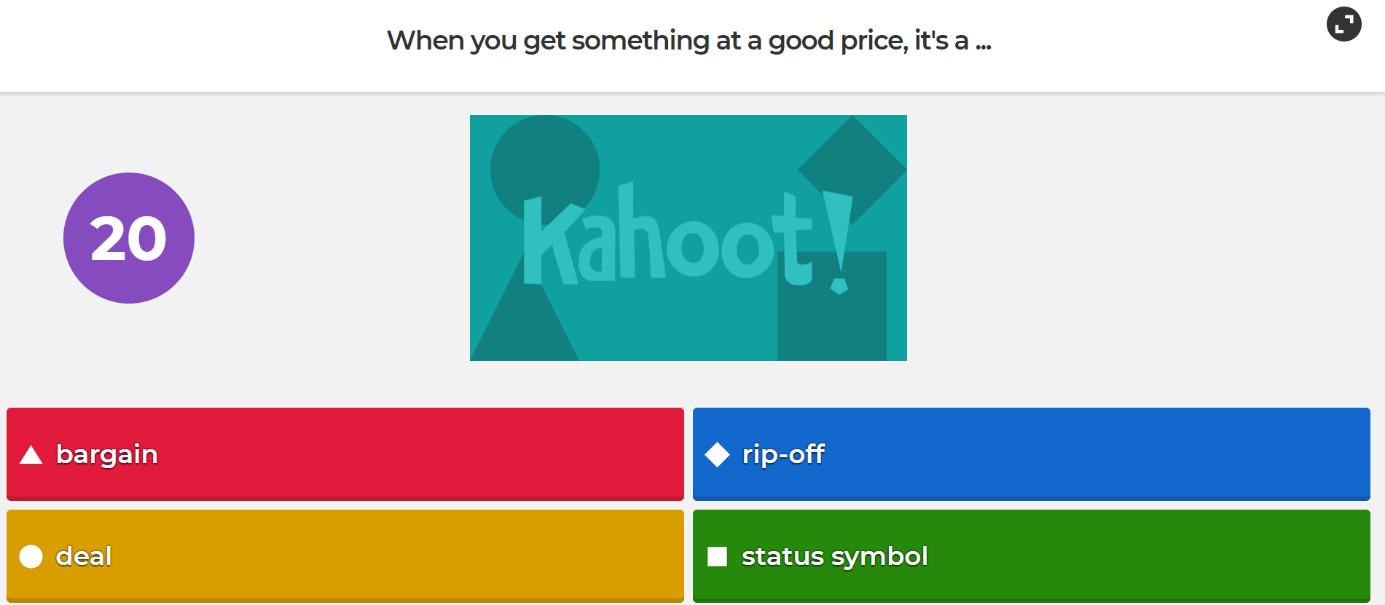 When you get something at a good price, it's a ...
20
Kahoot!
bargain
rip-off
deal
status symbol